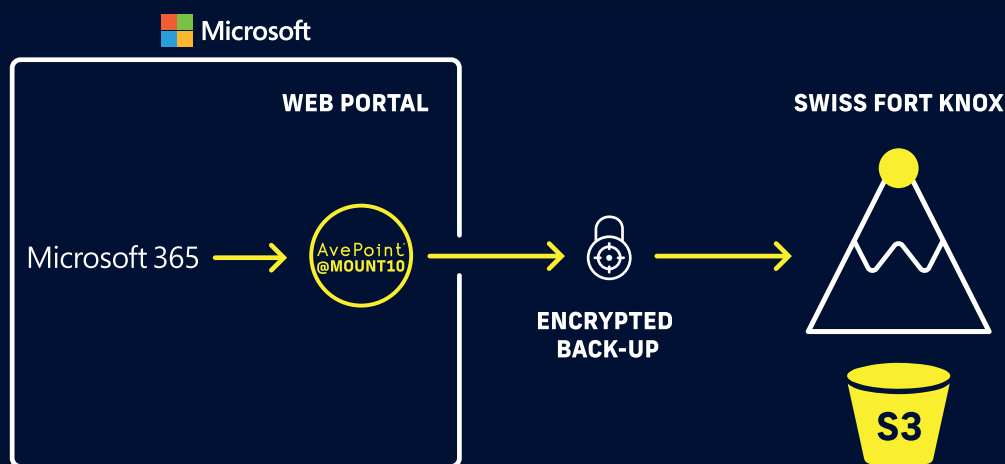 Microsoft
WEB PORTAL
SWISS FORT KNOX
Microsoft 365
AvePoint
@MOUNT10
ENCRYPTED
BACK-UP
S3